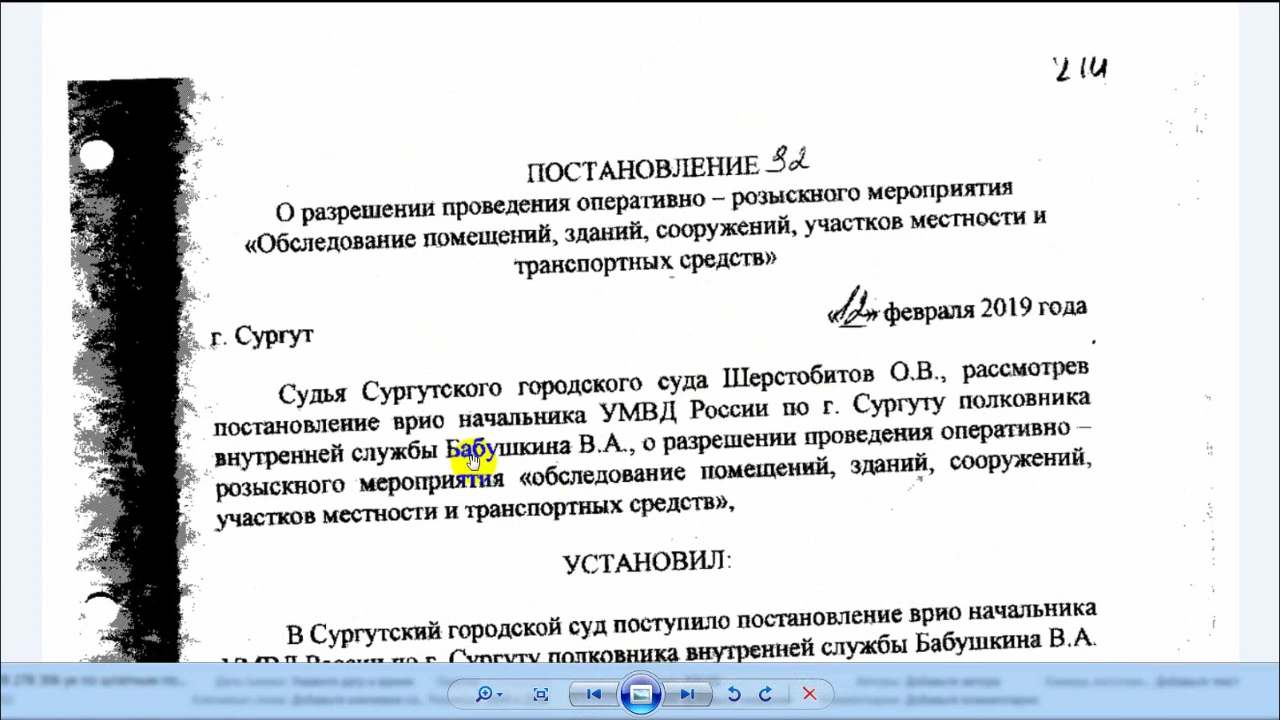 214
ПОСТАНОВЛЕНИЕ 92
О разрешении проведения оперативно – розыскного мероприятия
«Обследование помещений, зданий, сооружений, участков местности и
транспортных средств»
«12» февраля 2019 года
г. Сургут
Судья Сургутского городского суда Шерстобитов О.В., рассмотрев
постановление врио начальника УМВД России по г. Сургуту полковника
внутренней службы Бабушкина В.А., о разрешении проведения оперативно –
розыскного мероприятия «обследование помещений, зданий, сооружений,
участков местности и транспортных средств»,
УСТАНОВИЛ:
В Сургутский городской суд поступило постановление врио начальника
УМВД России по г. Сургуту полковника внутренней службы Бабушкина В.А.